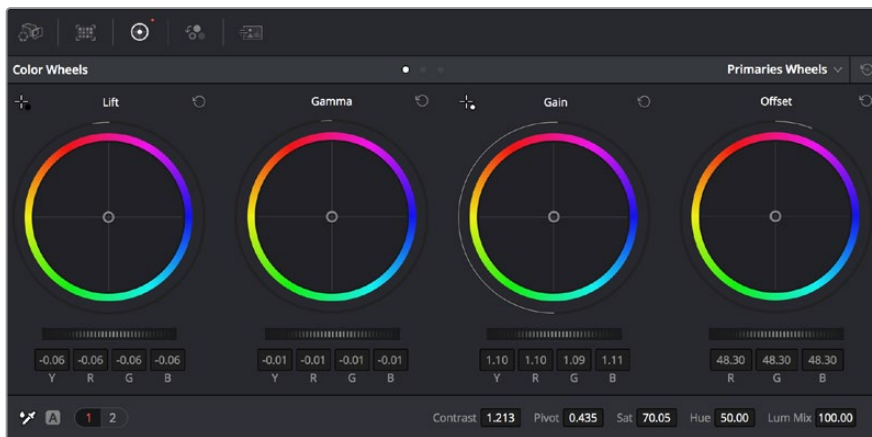 Color Wheels Primaries Wheels
Lift Gamma Gain Offset
-0.06 -0.06 -0.06 -0.06 -0.01 -0.01 -0.01 -0.01 1.10 1.10 1.09 1.11 48.30 48.30 48.30
Y R G B Y R G B Y R G B R G B
A 1 2 Contrast 1.213 Pivot 0.435 Sat 70.05 Hue 50.00 Lum Mix 100.00